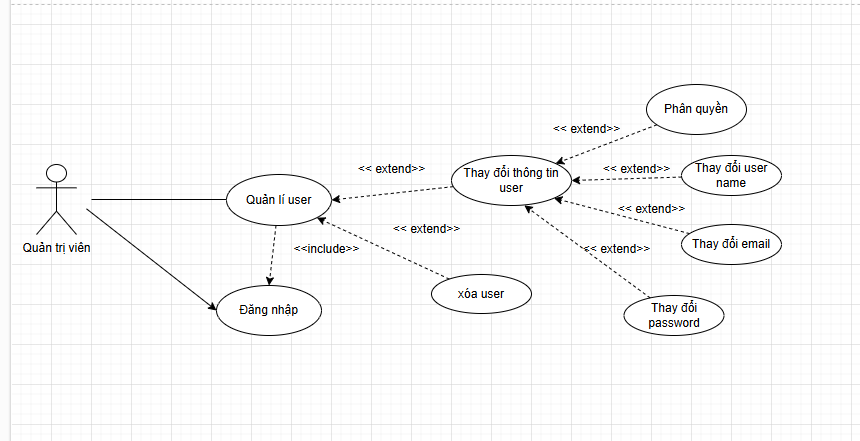 Phân quyền
<< extend>>
Thay đổi thông tin
user
<< extend>>
<< extend>>
Thay đổi user
name
Quản lí user
<< extend>>
<< extend>>
Quản trị viên
<<include>>
<< extend>>
Thay đổi email
xóa user
Đăng nhập
Thay đổi
password